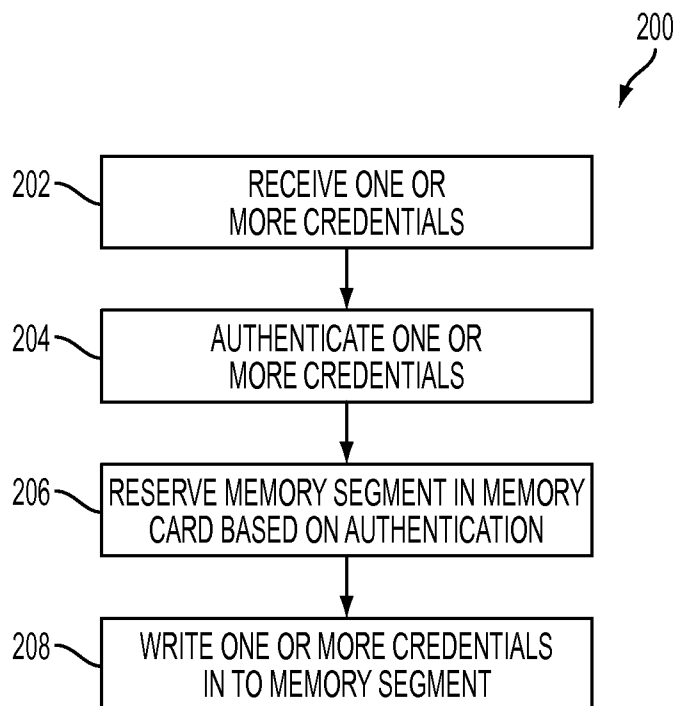 200
202
RECEIVE ONE OR
MORE CREDENTIALS
204
AUTHENTICATE ONE OR
MORE CREDENTIALS
206
RESERVE MEMORY SEGMENT IN MEMORY
CARD BASED ON AUTHENTICATION
208
WRITE ONE OR MORE CREDENTIALS
IN TO MEMORY SEGMENT